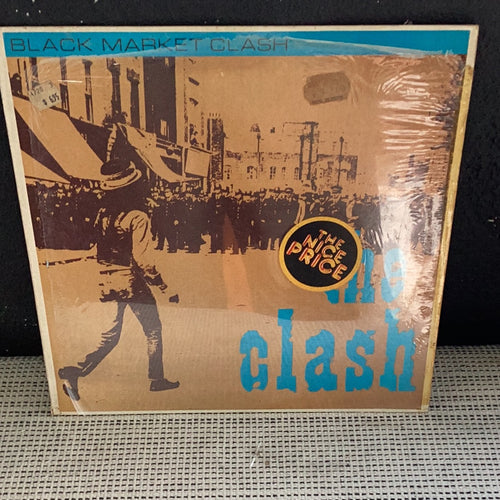 BLACK MARKET CLASH
THE
NICE
PRICE
the
clash